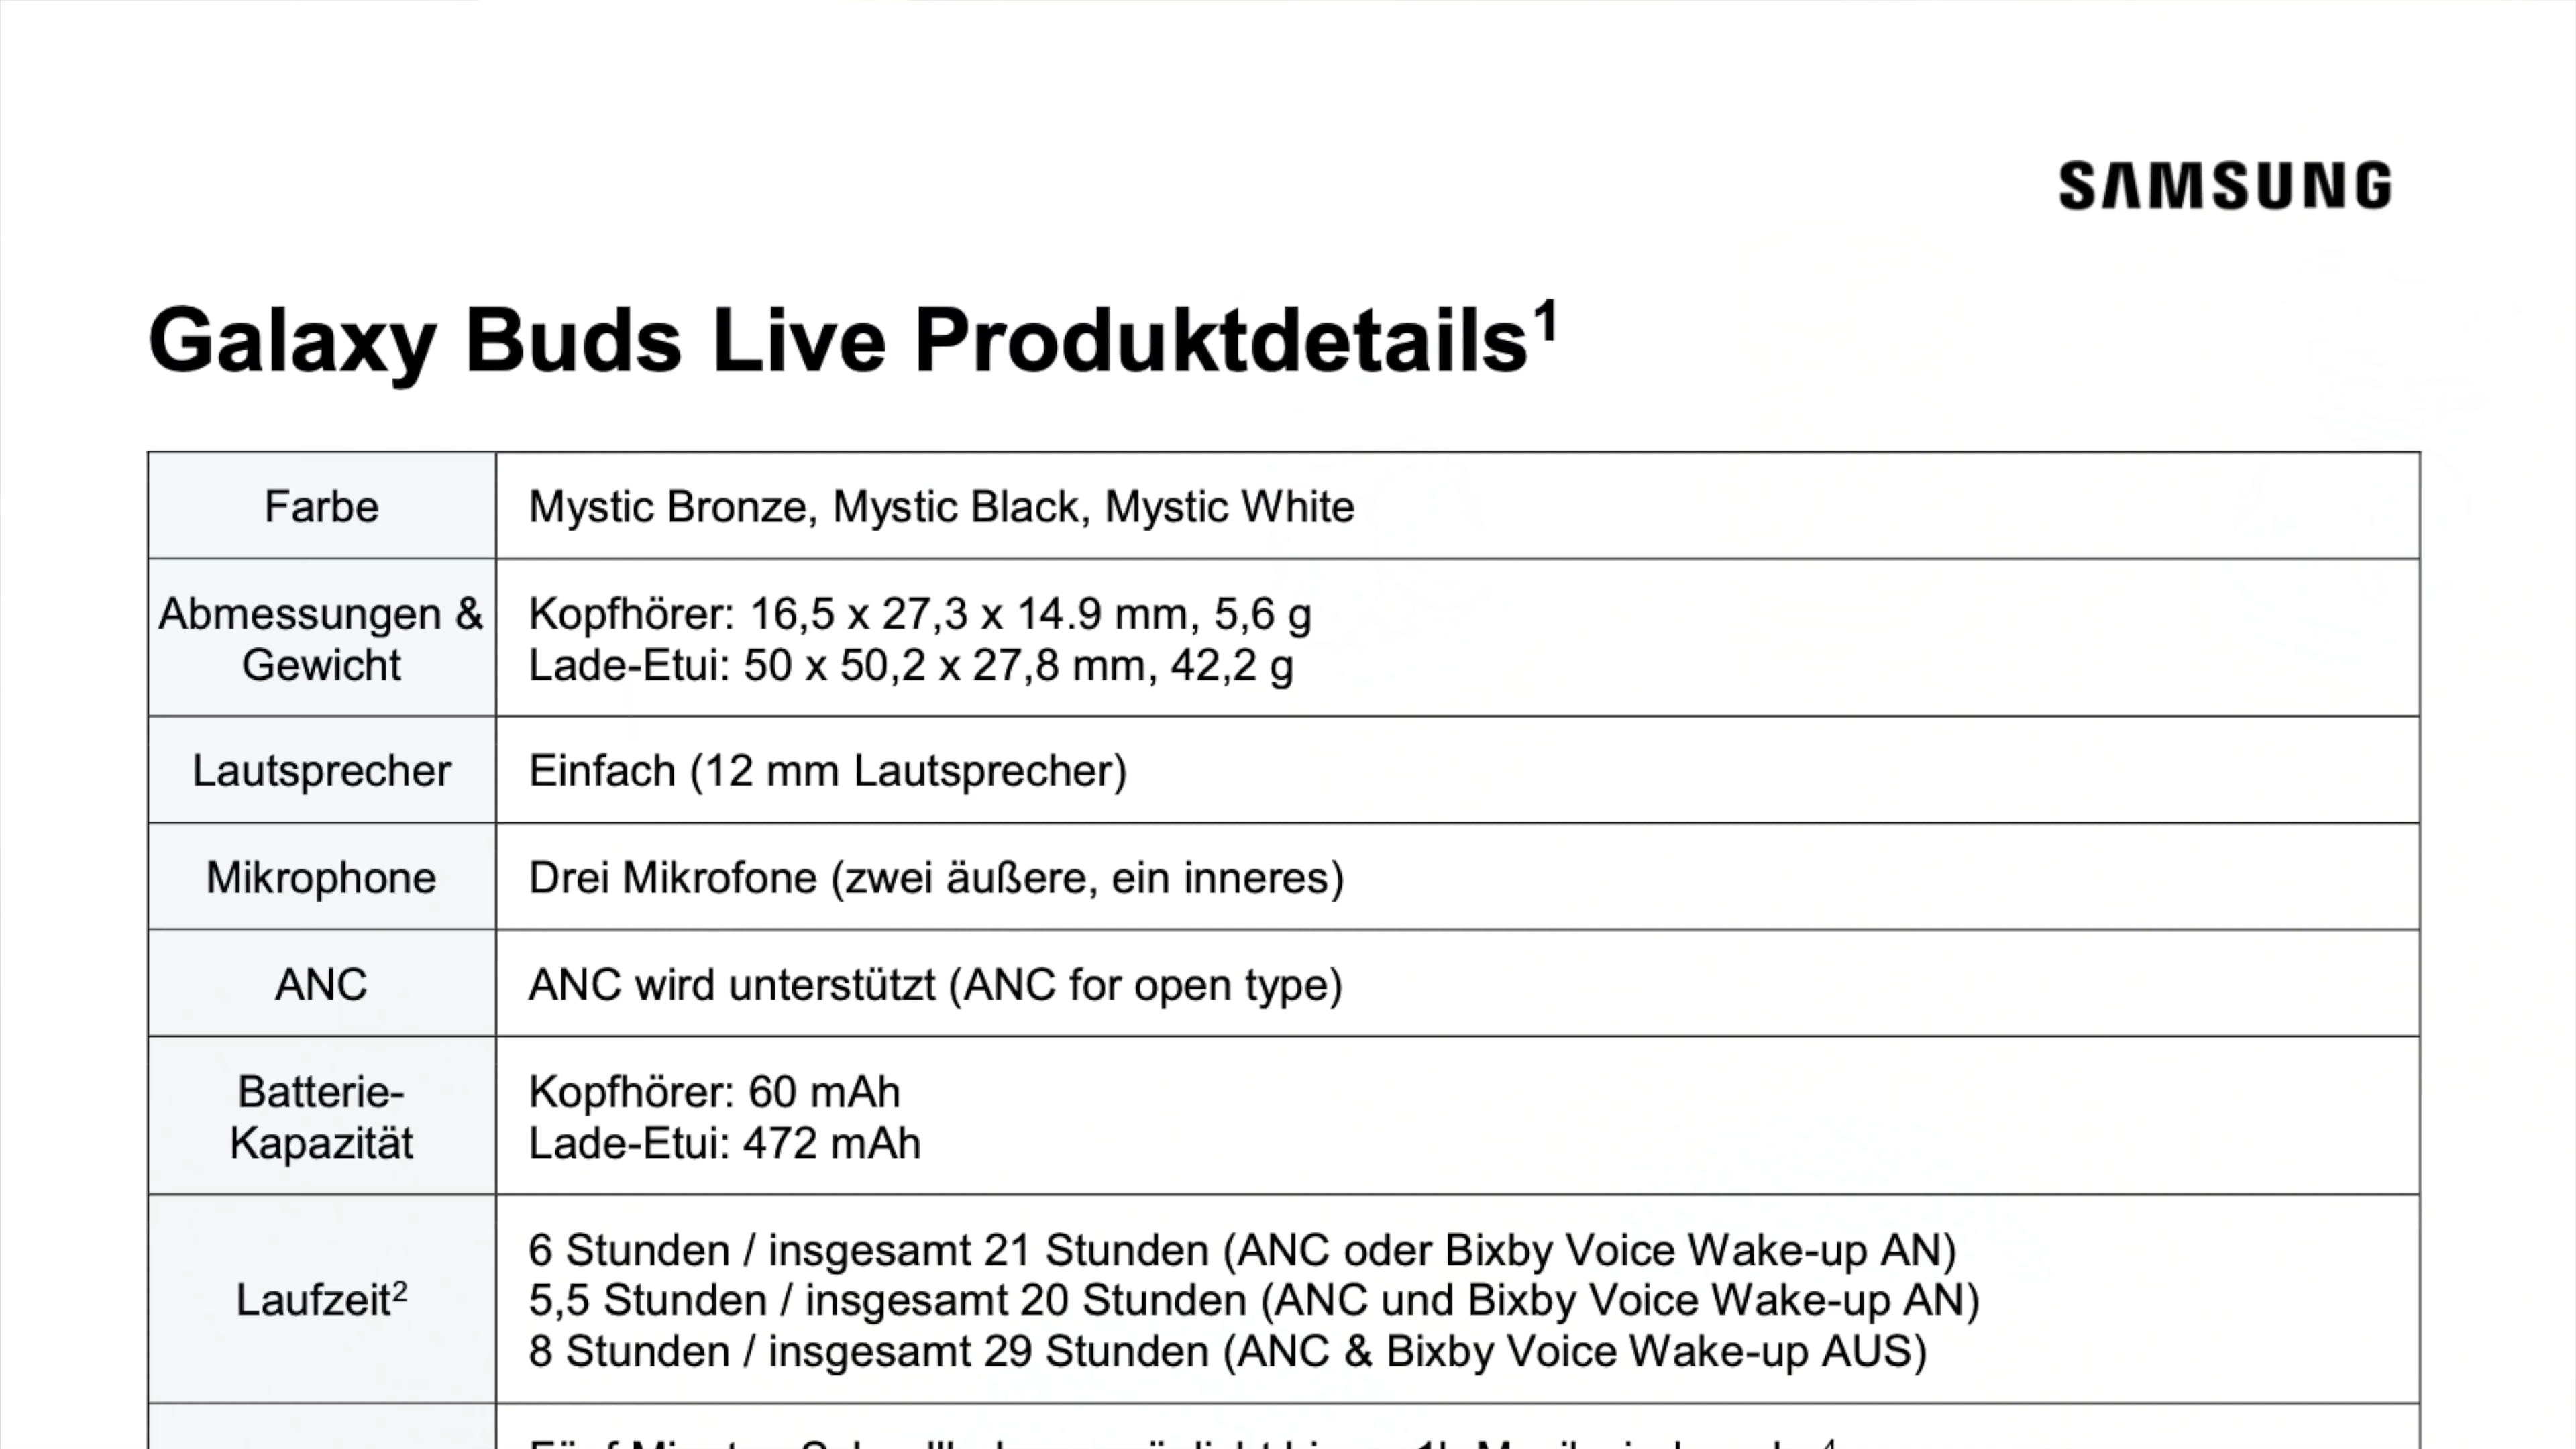 SAMSUNG
Galaxy Buds Live Produktdetails¹
Farbe
Mystic Bronze, Mystic Black, Mystic White
Abmessungen &
Gewicht
Kopfhörer: 16,5 x 27,3 x 14.9 mm, 5,6 g
Lade-Etui: 50 x 50,2 x 27,8 mm, 42,2 g
Lautsprecher
Einfach (12 mm Lautsprecher)
Mikrophone
Drei Mikrofone (zwei äußere, ein inneres)
ANC
ANC wird unterstützt (ANC for open type)
Batterie-
Kapazität
Kopfhörer: 60 mAh
Lade-Etui: 472 mAh
Laufzeit²
6 Stunden / insgesamt 21 Stunden (ANC oder Bixby Voice Wake-up AN)
5,5 Stunden / insgesamt 20 Stunden (ANC und Bixby Voice Wake-up AN)
8 Stunden / insgesamt 29 Stunden (ANC & Bixby Voice Wake-up AUS)